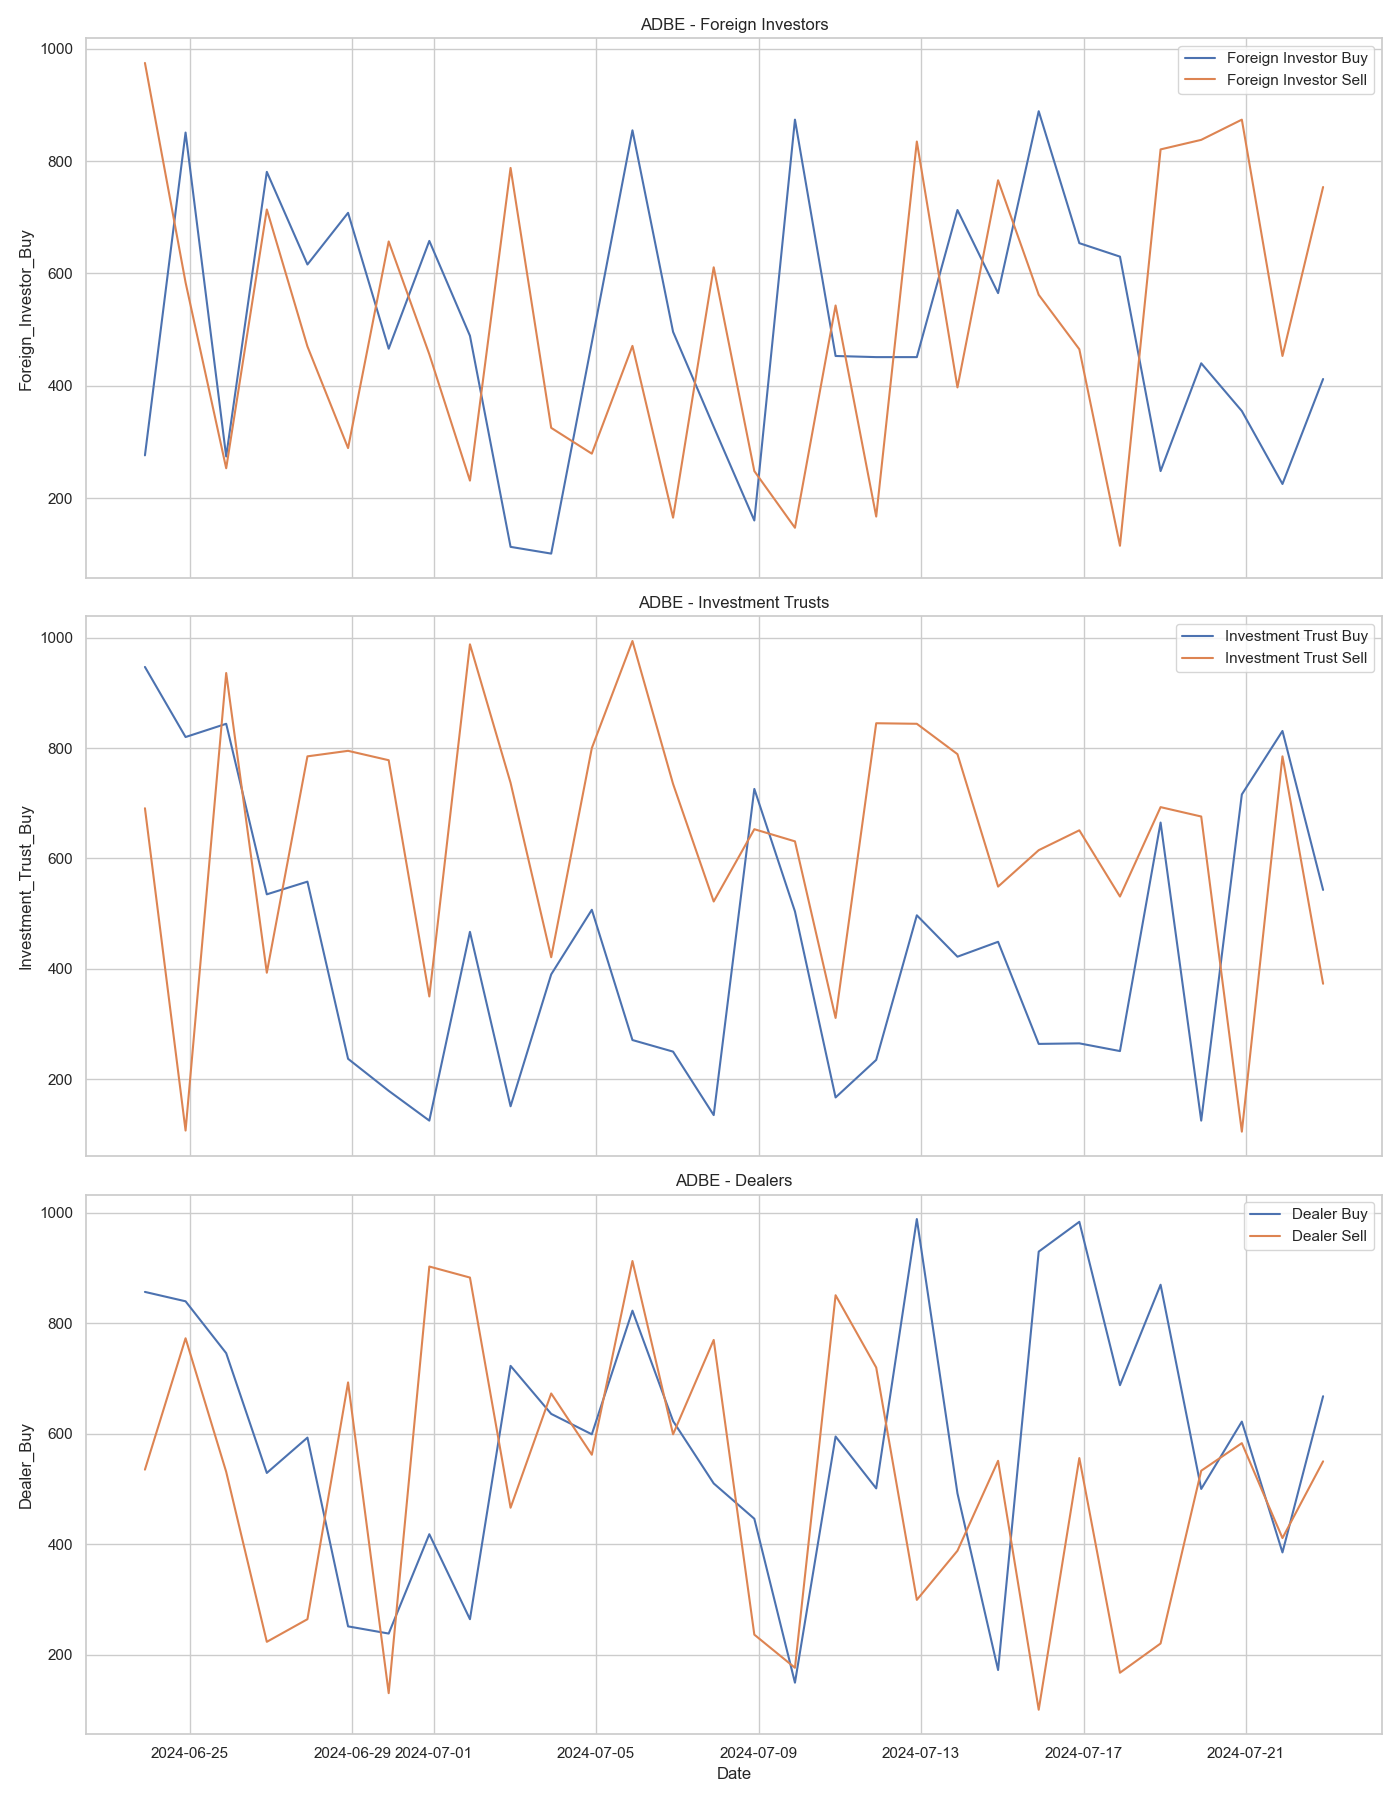 ADBE - Foreign Investors
1000
800
600
400
200
Foreign_Investor_Buy
Foreign Investor Buy
Foreign Investor Sell
ADBE - Investment Trusts
1000
800
600
400
200
Investment_Trust_Buy
Investment Trust Buy
Investment Trust Sell
ADBE - Dealers
1000
800
600
400
200
Dealer_Buy
Dealer Buy
Dealer Sell
2024-06-25 2024-06-29 2024-07-01 2024-07-05 2024-07-09 2024-07-13 2024-07-17 2024-07-21
Date